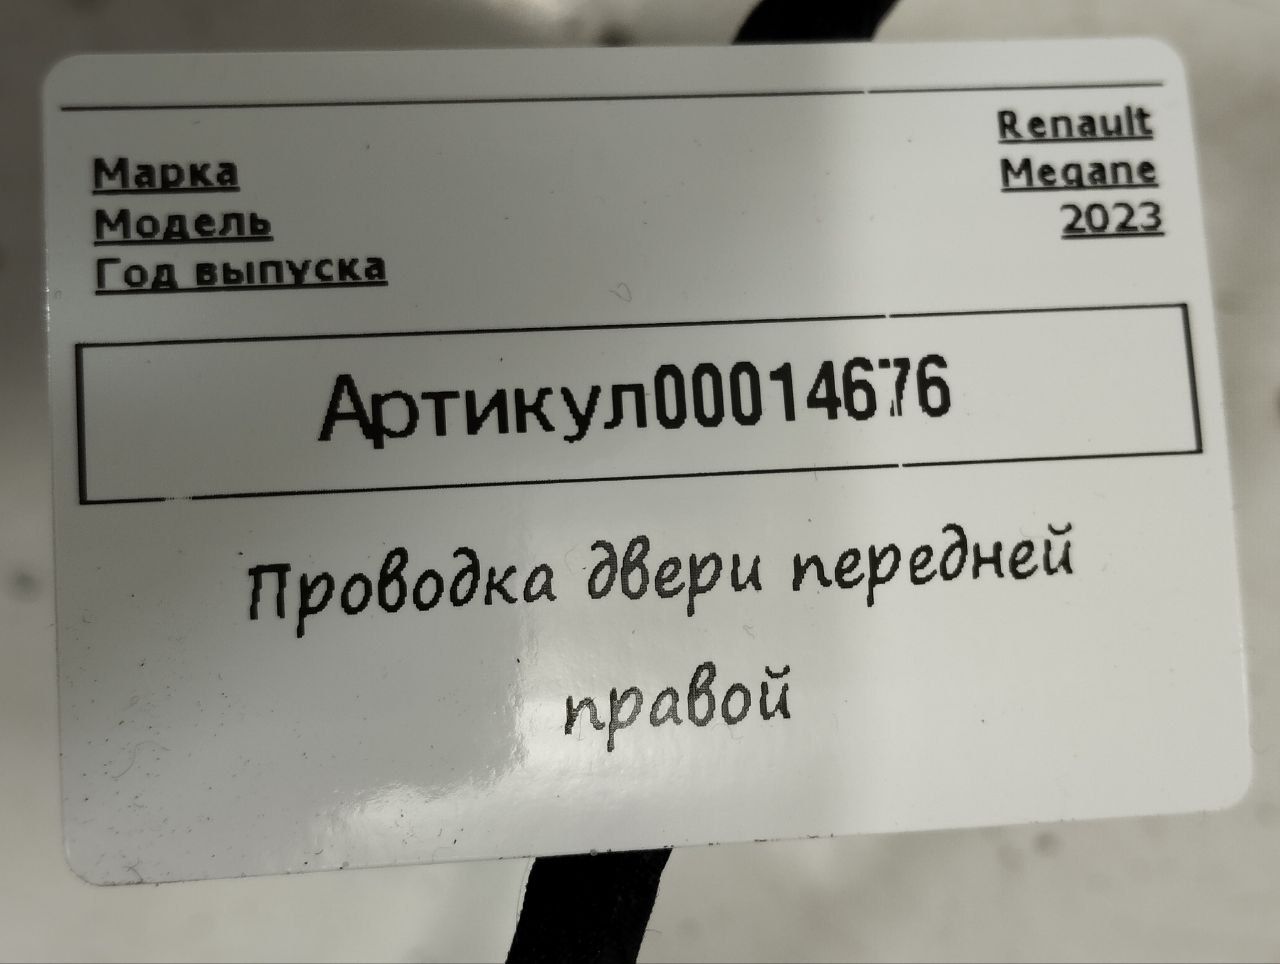 Renault
Марка Megane
Модель 2023
Год выпуска
Артикул00014676
Проводка двери передней
правой